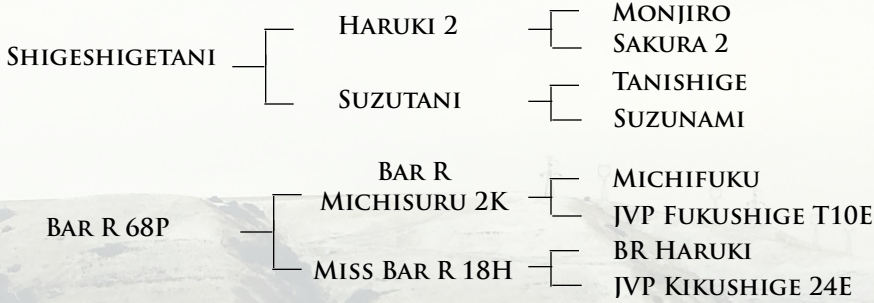 Monjiro
Haruki 2
Sakura 2
Shigeshigetani
Tanishige
Suzutani
Suzunami
Bar R
Michisuru 2K
Michifuku
JVP Fukushige T10E
Bar R 68P
BR Haruki
Miss Bar R 18H
JVP Kikushige 24E